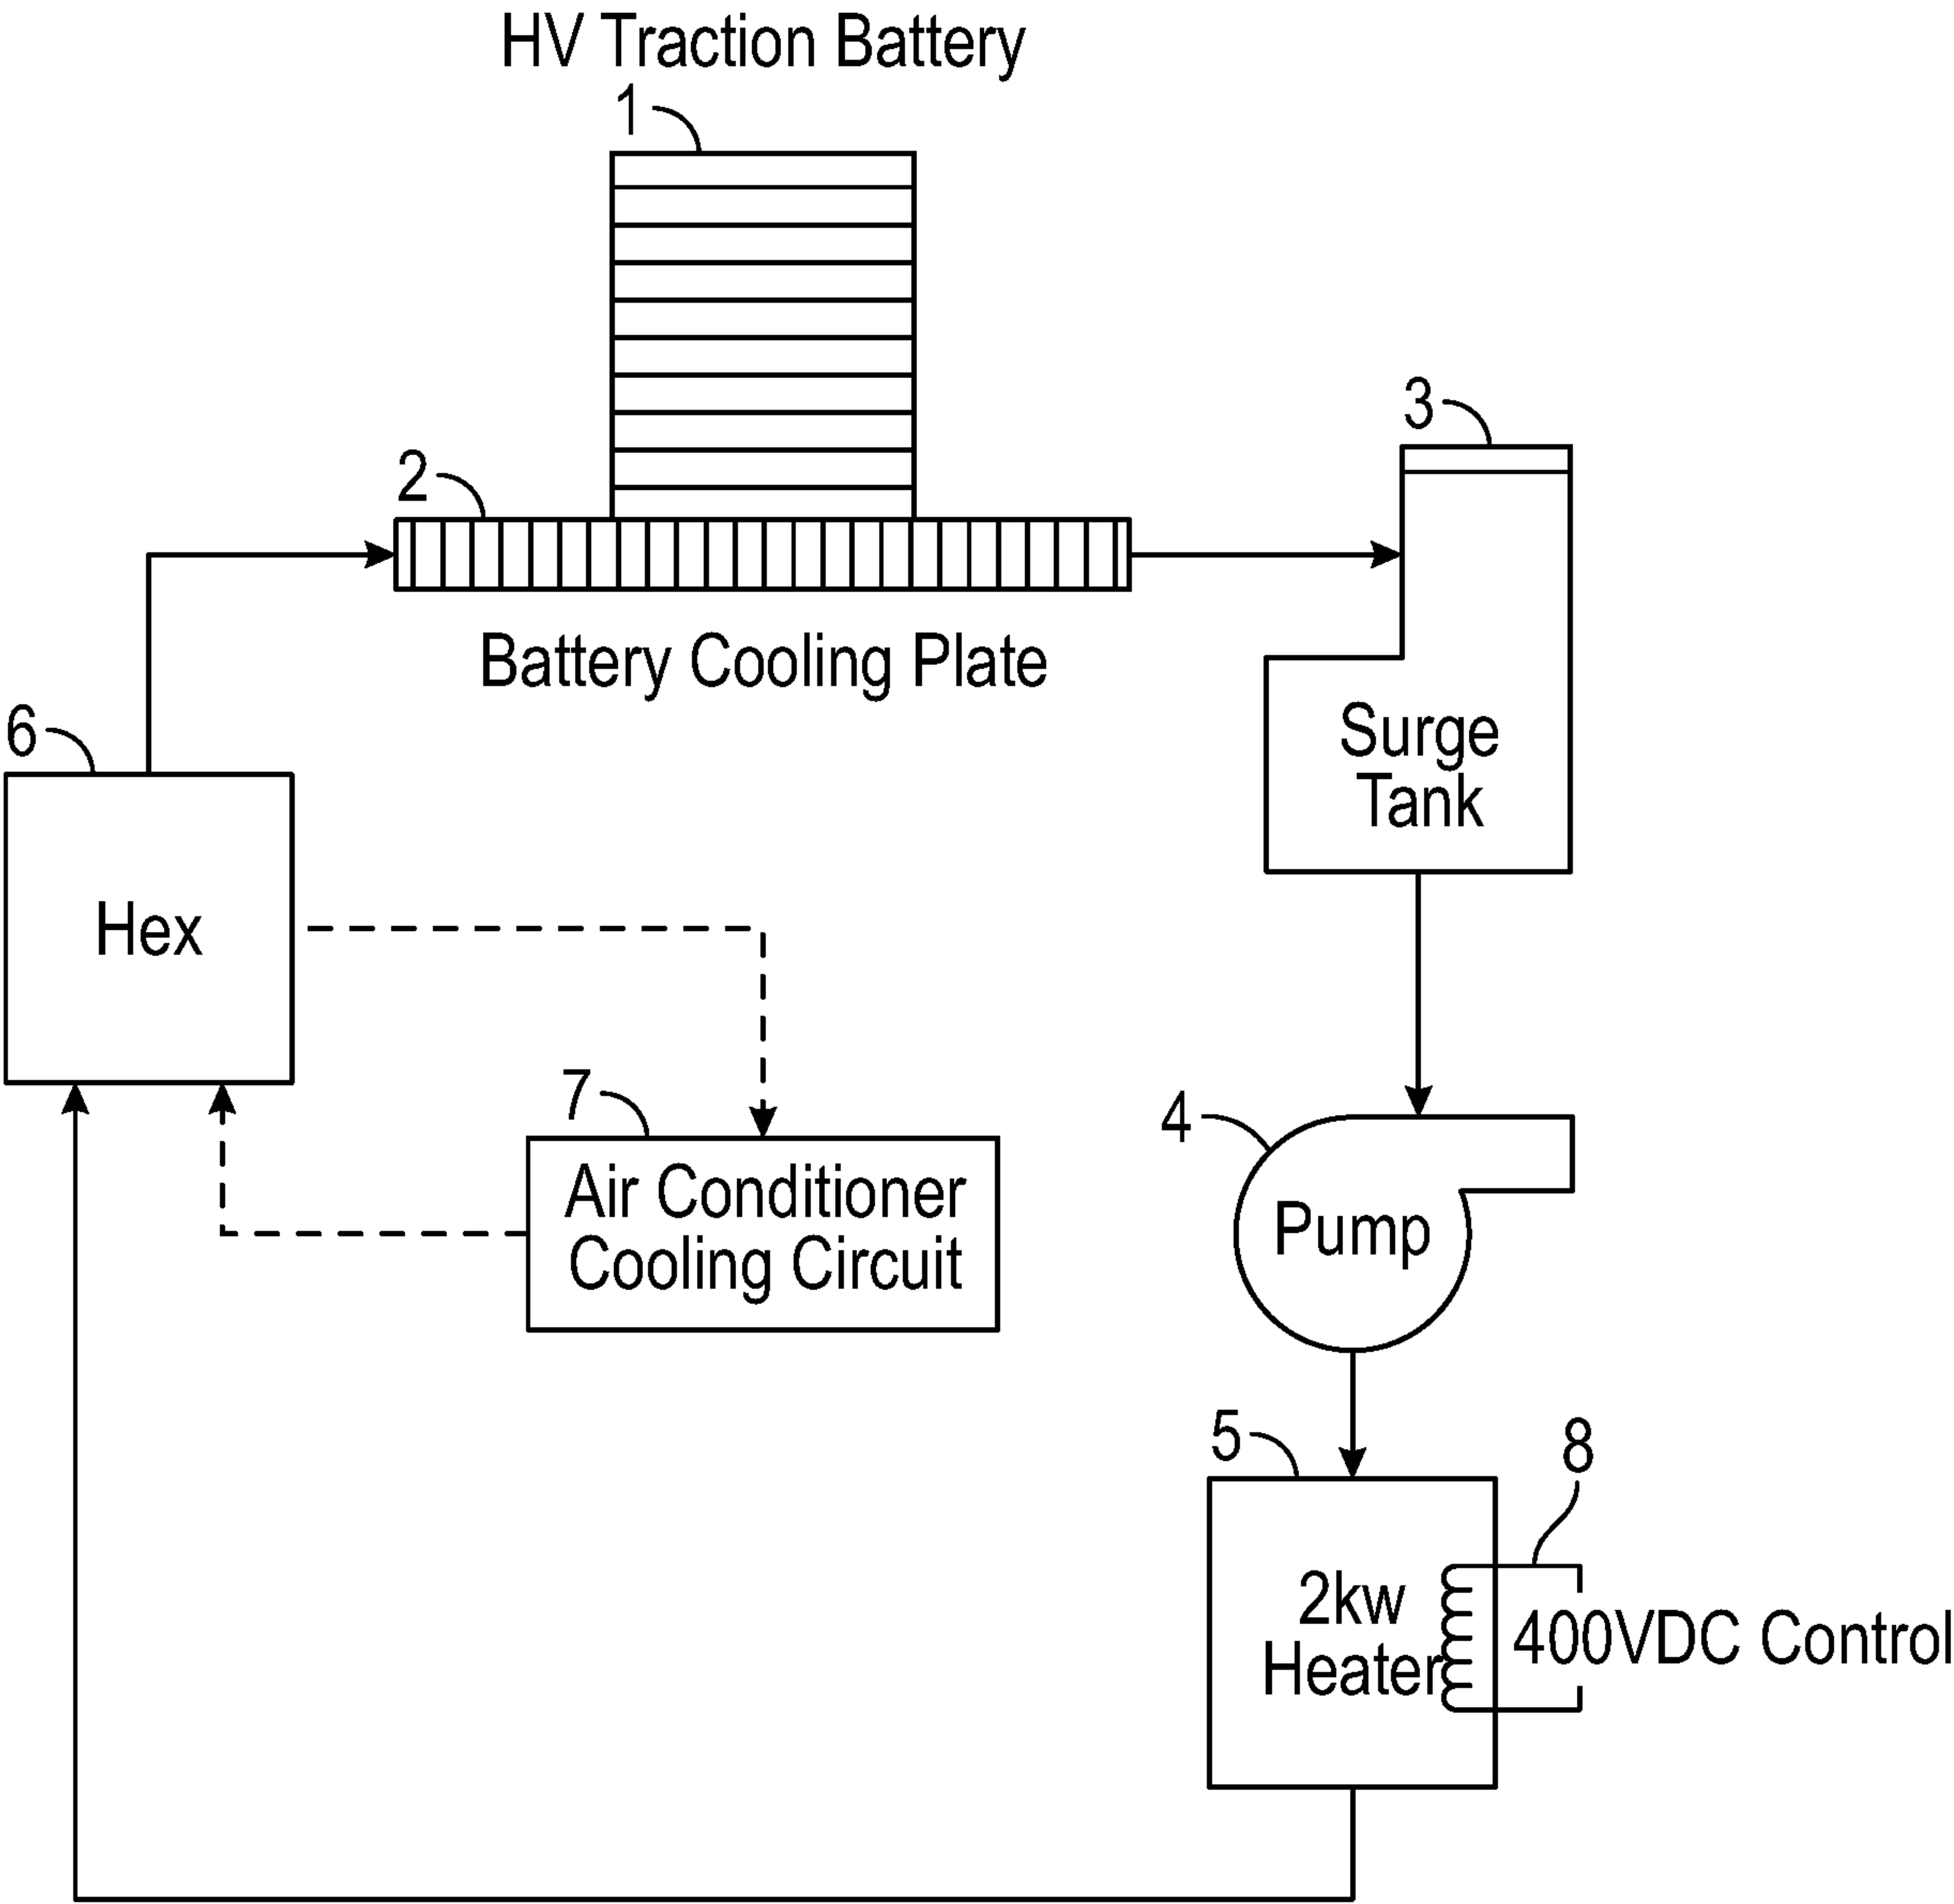 HV Traction Battery
1
3
2
Battery Cooling Plate
6
Surge
Tank
Hex
7
4
Air Conditioner
Cooling Circuit
Pump
5
8
2kw
Heater
400VDC Control